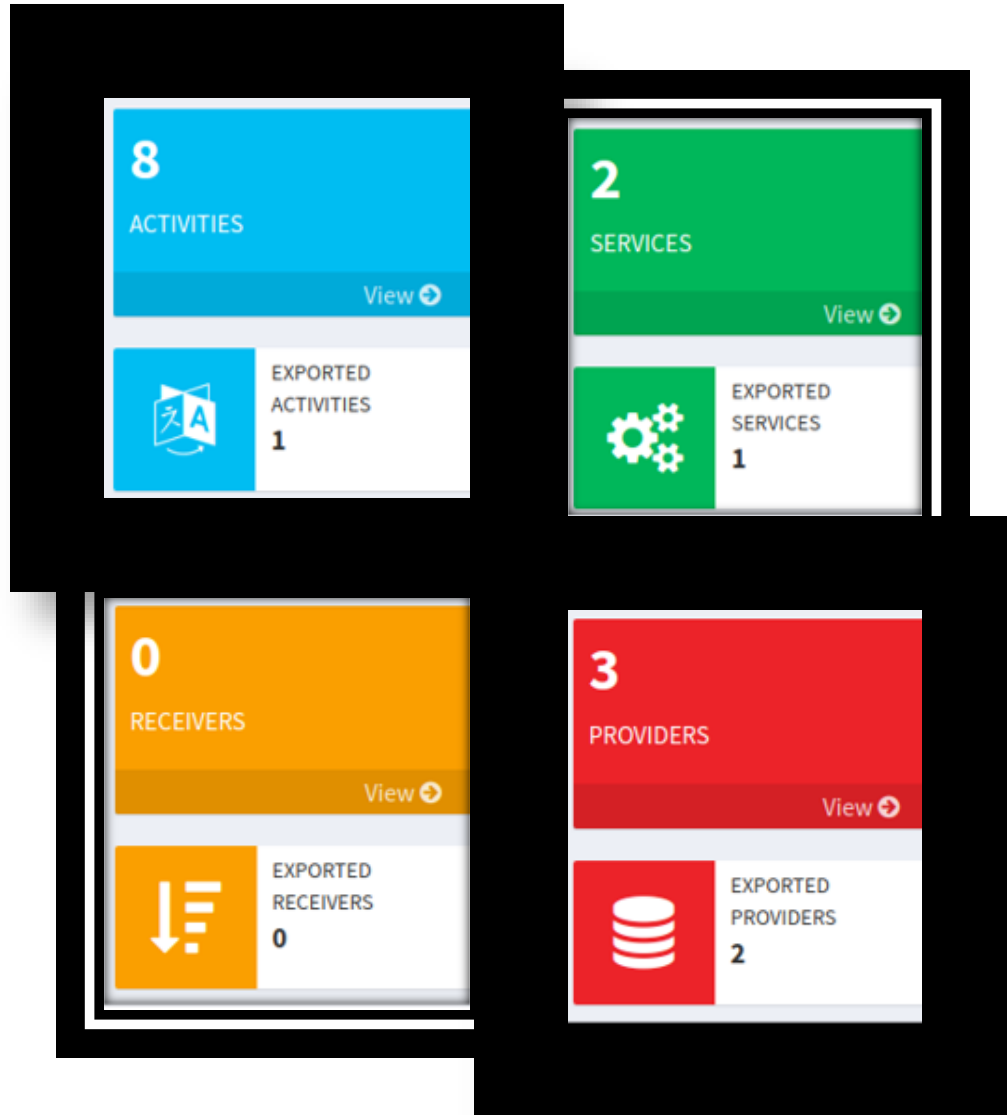 8
ACTIVITIES
View
EXPORTED
ACTIVITIES
1
2
SERVICES
View
EXPORTED
SERVICES
1
0
RECEIVERS
View
EXPORTED
RECEIVERS
0
3
PROVIDERS
View
EXPORTED
PROVIDERS
2